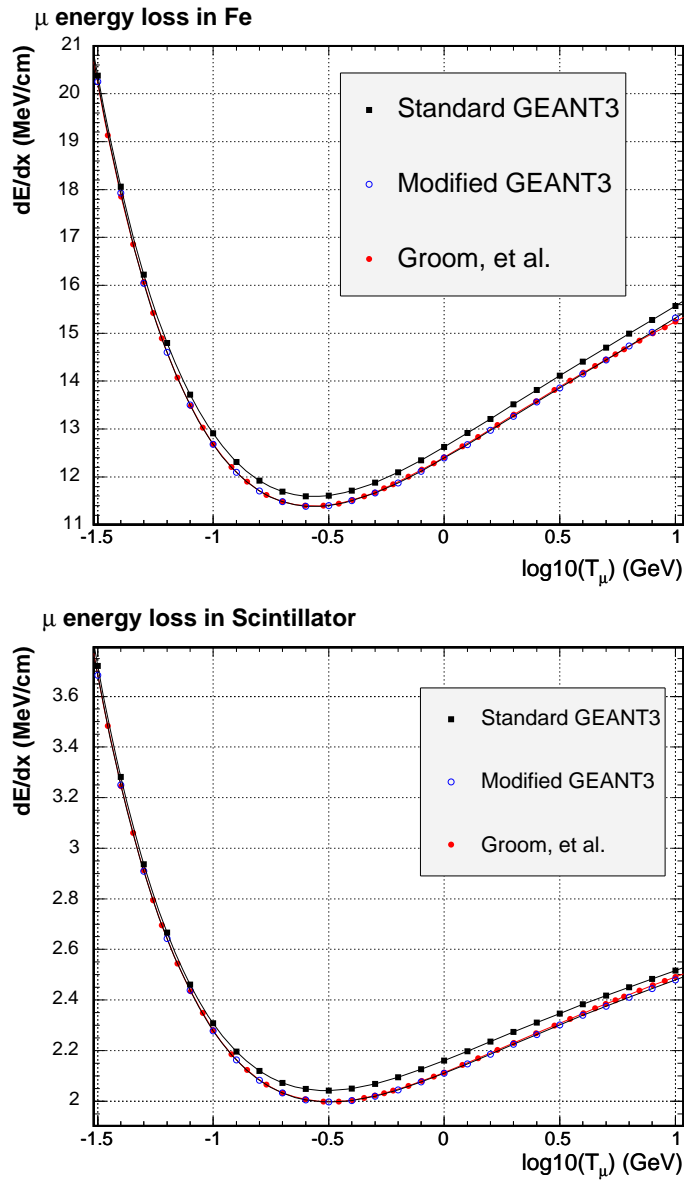 μ energy loss in Fe
dE/dx (MeV/cm)
21
20
19
18
17
16
15
14
13
12
11
Standard GEANT3
Modified GEANT3
Groom, et al.
-1.5 -1 -0.5 0 0.5 1
log10(Tμ) (GeV)
μ energy loss in Scintillator
dE/dx (MeV/cm)
3.6
3.4
3.2
3
2.8
2.6
2.4
2.2
2
Standard GEANT3
Modified GEANT3
Groom, et al.
-1.5 -1 -0.5 0 0.5 1
log10(Tμ) (GeV)